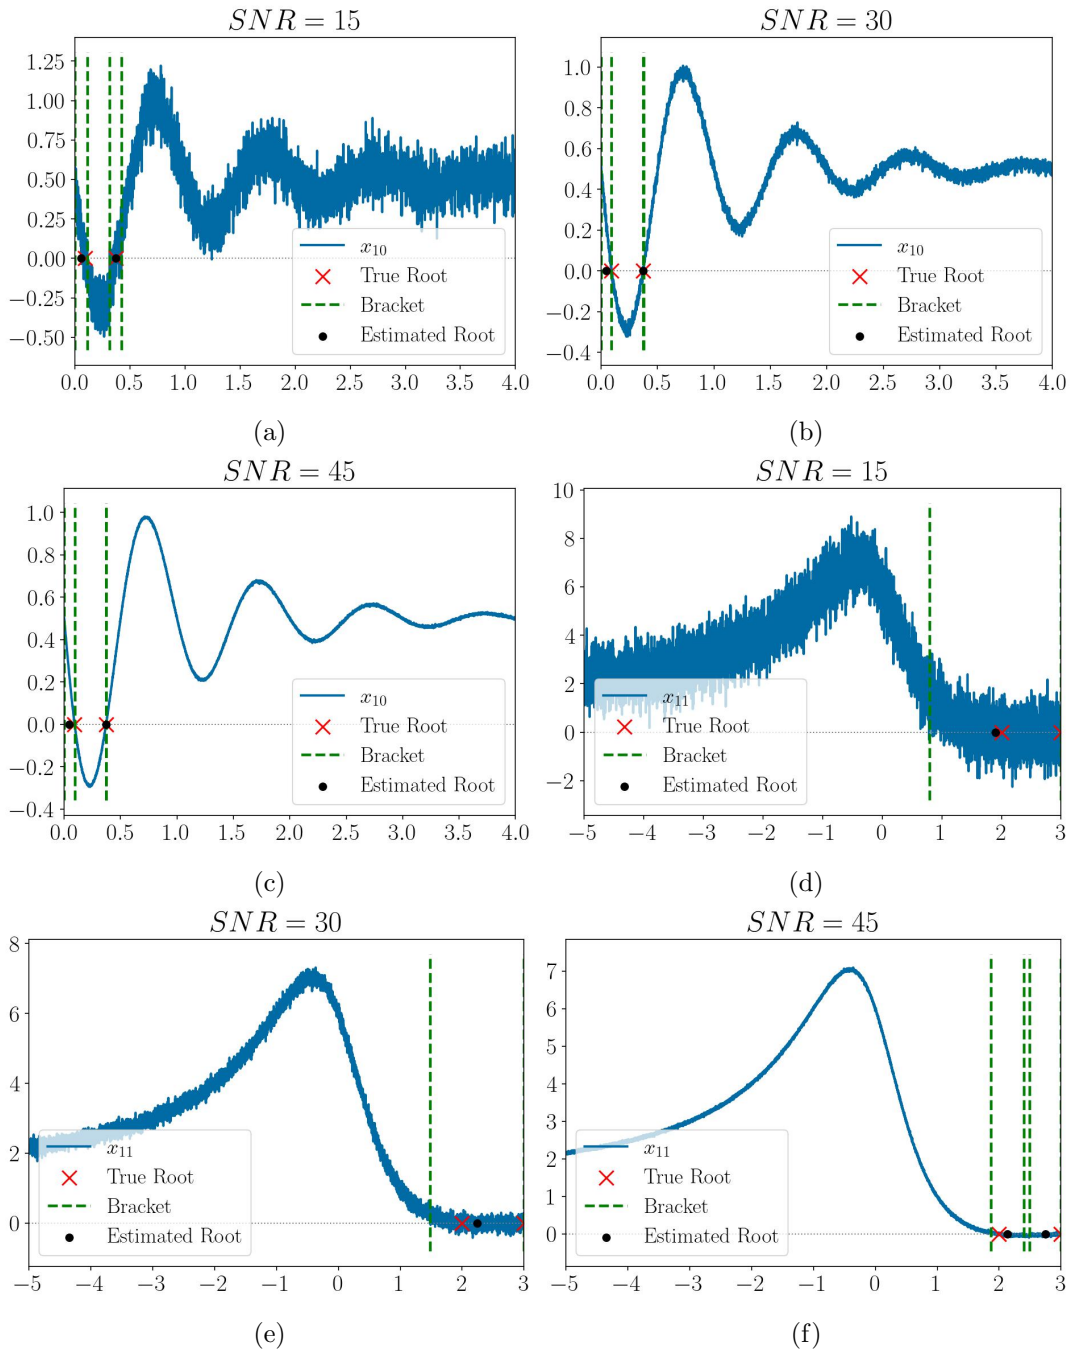 SNR = 15
1.25
1.00
0.75
0.50
0.25
0.00
−0.25
−0.50
0.0 0.5 1.0 1.5 2.0 2.5 3.0 3.5 4.0
x10
True Root
Bracket
Estimated Root
(a)
SNR = 30
1.0
0.8
0.6
0.4
0.2
0.0
−0.2
−0.4
0.0 0.5 1.0 1.5 2.0 2.5 3.0 3.5 4.0
x10
True Root
Bracket
Estimated Root
(b)
SNR = 45
1.0
0.8
0.6
0.4
0.2
0.0
−0.2
−0.4
0.0 0.5 1.0 1.5 2.0 2.5 3.0 3.5 4.0
x10
True Root
Bracket
Estimated Root
(c)
SNR = 15
10
8
6
4
2
0
−2
−5 −4 −3 −2 −1 0 1 2 3
x11
True Root
Bracket
Estimated Root
(d)
SNR = 30
8
6
4
2
0
−5 −4 −3 −2 −1 0 1 2 3
x11
True Root
Bracket
Estimated Root
(e)
SNR = 45
7
6
5
4
3
2
1
0
−5 −4 −3 −2 −1 0 1 2 3
x11
True Root
Bracket
Estimated Root
(f)